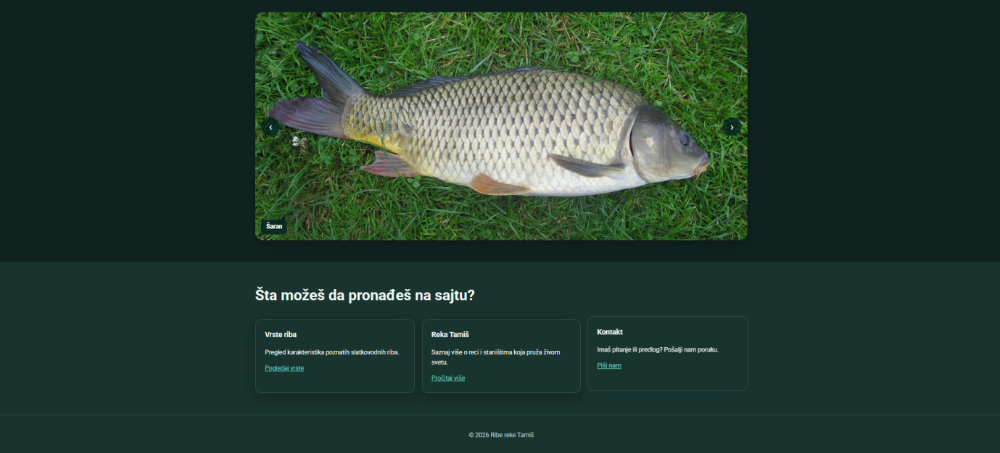 ‹
›
Šaran
Šta možeš da pronađeš na sajtu?
Vrste riba
Pregled karakteristika poznatih slatkovodnih riba.
Pogledaj vrste
Reka Tamiš
Saznaj više o reci i staništima koja pruža živom
svetu.
Pročitaj više
Kontakt
Imaš pitanje ili predlog? Pošalji nam poruku.
Piši nam
© 2026 Ribe reke Tamiš